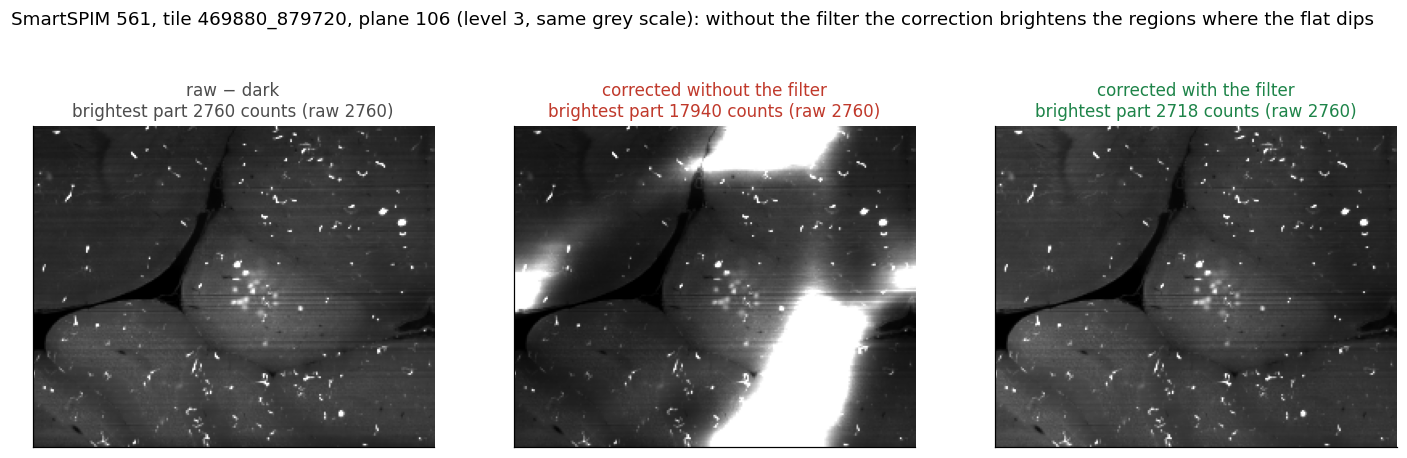 SmartSPIM 561, tile 469880_879720, plane 106 (level 3, same grey scale): without the filter the correction brightens the regions where the flat dips
raw − dark
brightest part 2760 counts (raw 2760)
corrected without the filter
brightest part 17940 counts (raw 2760)
corrected with the filter
brightest part 2718 counts (raw 2760)